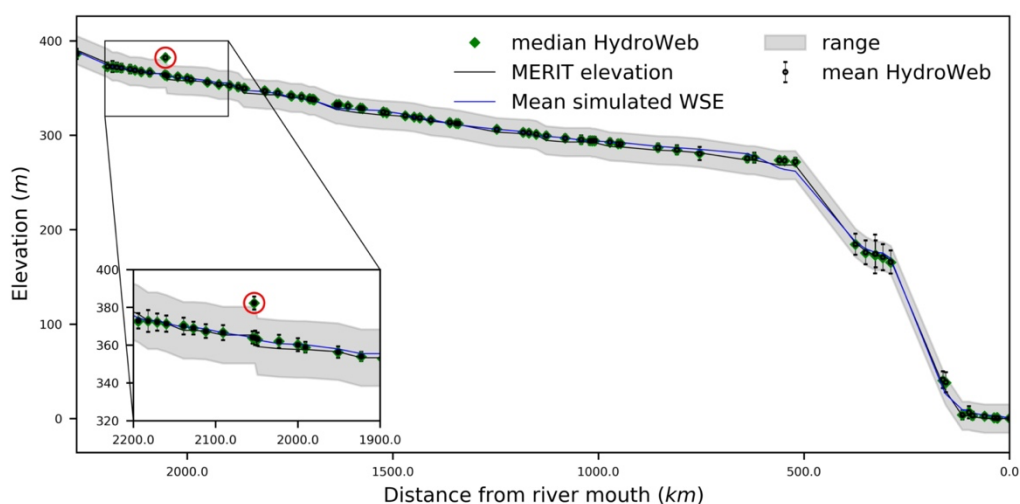 median HydroWeb
MERIT elevation
Mean simulated WSE
range
mean HydroWeb
Elevation (m)
400
300
200
100
0
400
380
360
340
320
2200.0 2100.0 2000.0 1900.0
2000.0 1500.0 1000.0 500.0 0.0
Distance from river mouth (km)